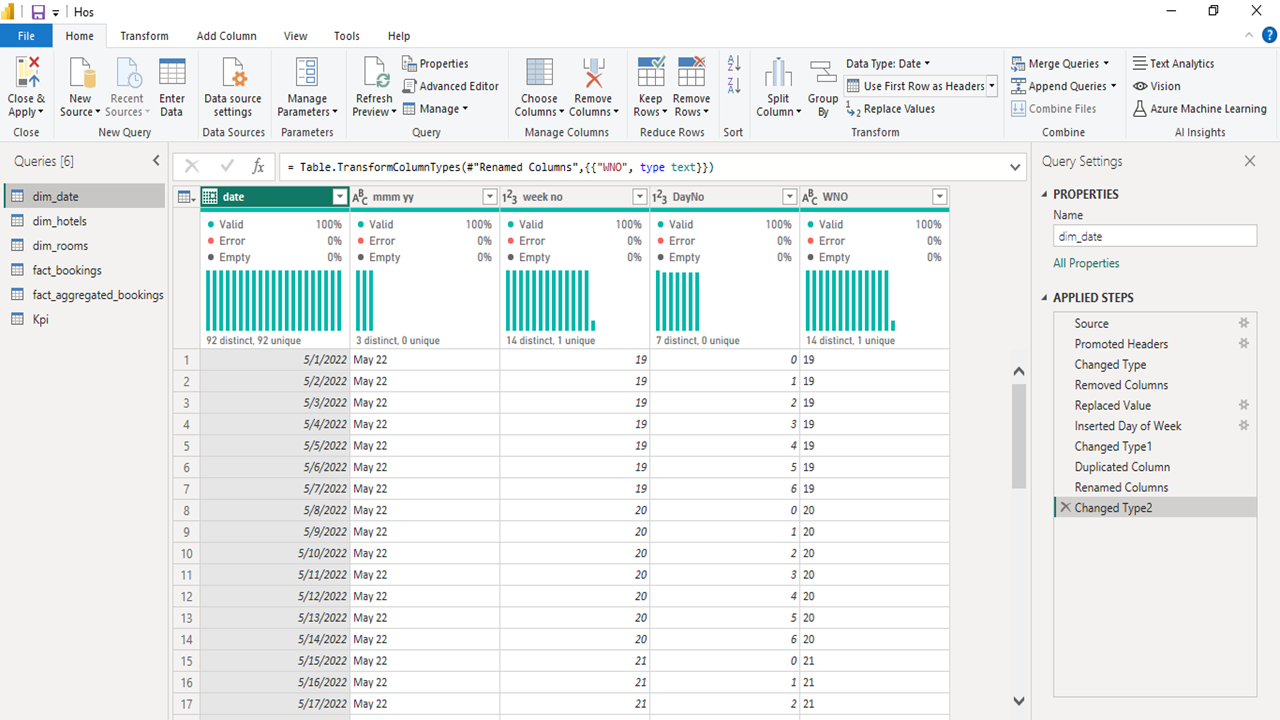 Hos
File Home Transform Add Column View Tools Help
Close & Apply
New Source
Recent Sources
Enter Data
Data source settings
Manage Parameters
Refresh Preview
Properties
Advanced Editor
Manage
Choose Columns
Remove Columns
Keep Rows
Remove Rows
Split Column
Group By
Data Type: Date
Use First Row as Headers
Replace Values
Merge Queries
Append Queries
Combine Files
Text Analytics
Vision
Azure Machine Learning
Close New Query Data Sources Parameters Query Manage Columns Reduce Rows Sort Transform Combine AI Insights
Queries [6]
dim_date
dim_hotels
dim_rooms
fact_bookings
fact_aggregated_bookings
Kpi
= Table.TransformColumnTypes(#"Renamed Columns",{{"WNO", type text}})
date ABC mmm yy 123 week no 123 DayNo ABC WNO
Valid 100% Valid 100% Valid 100% Valid 100% Valid 100%
Error 0% Error 0% Error 0% Error 0% Error 0%
Empty 0% Empty 0% Empty 0% Empty 0% Empty 0%
92 distinct, 92 unique 3 distinct, 0 unique 14 distinct, 1 unique 7 distinct, 0 unique 14 distinct, 1 unique
1 5/1/2022 May 22 19 0 19
2 5/2/2022 May 22 19 1 19
3 5/3/2022 May 22 19 2 19
4 5/4/2022 May 22 19 3 19
5 5/5/2022 May 22 19 4 19
6 5/6/2022 May 22 19 5 19
7 5/7/2022 May 22 19 6 19
8 5/8/2022 May 22 20 0 20
9 5/9/2022 May 22 20 1 20
10 5/10/2022 May 22 20 2 20
11 5/11/2022 May 22 20 3 20
12 5/12/2022 May 22 20 4 20
13 5/13/2022 May 22 20 5 20
14 5/14/2022 May 22 20 6 20
15 5/15/2022 May 22 21 0 21
16 5/16/2022 May 22 21 1 21
17 5/17/2022 May 22 21 2 21
Query Settings
PROPERTIES
Name
dim_date
All Properties
APPLIED STEPS
Source
Promoted Headers
Changed Type
Removed Columns
Replaced Value
Inserted Day of Week
Changed Type1
Duplicated Column
Renamed Columns
Changed Type2